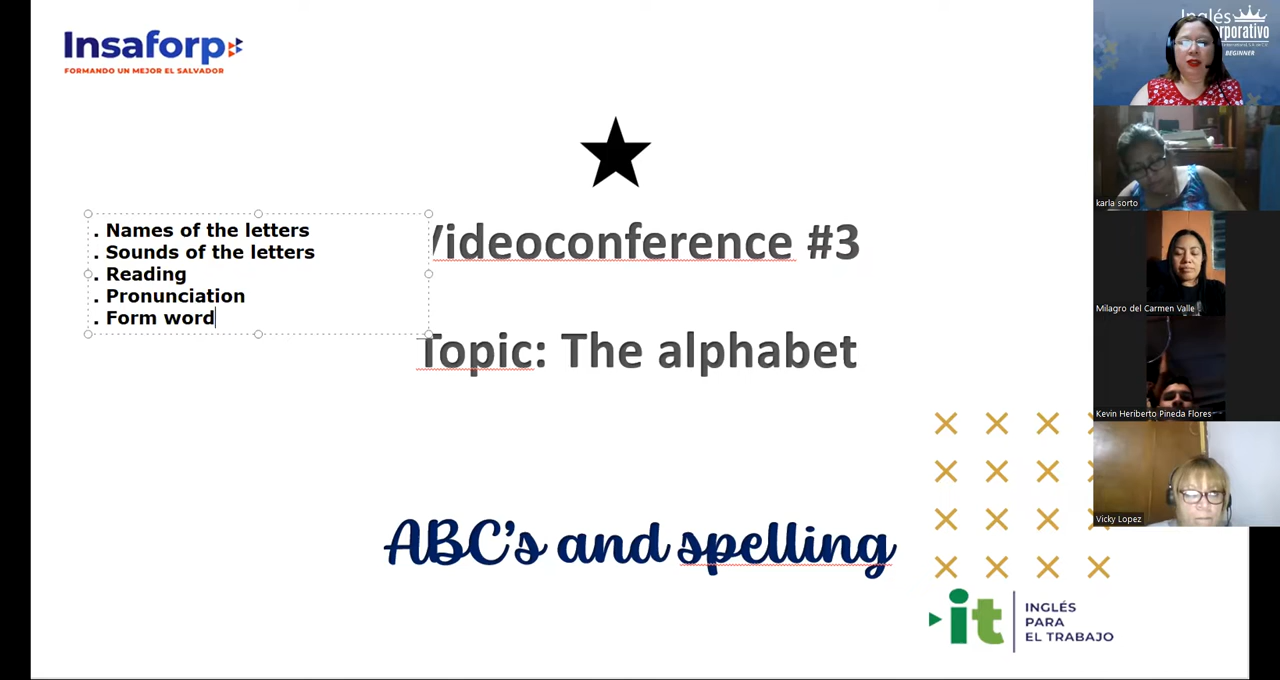 Insaforp
FORMANDO UN MEJOR EL SALVADOR
. Names of the letters
. Sounds of the letters
. Reading
. Pronunciation
. Form word
Videoconference #3
Topic: The alphabet
ABC's and spelling
it
INGLÉS
PARA
EL TRABAJO
Inglés
BEGINNER
karla sorto
Milagro del Carmen Valle
Kevin Heriberto Pineda Flores
Vicky Lopez